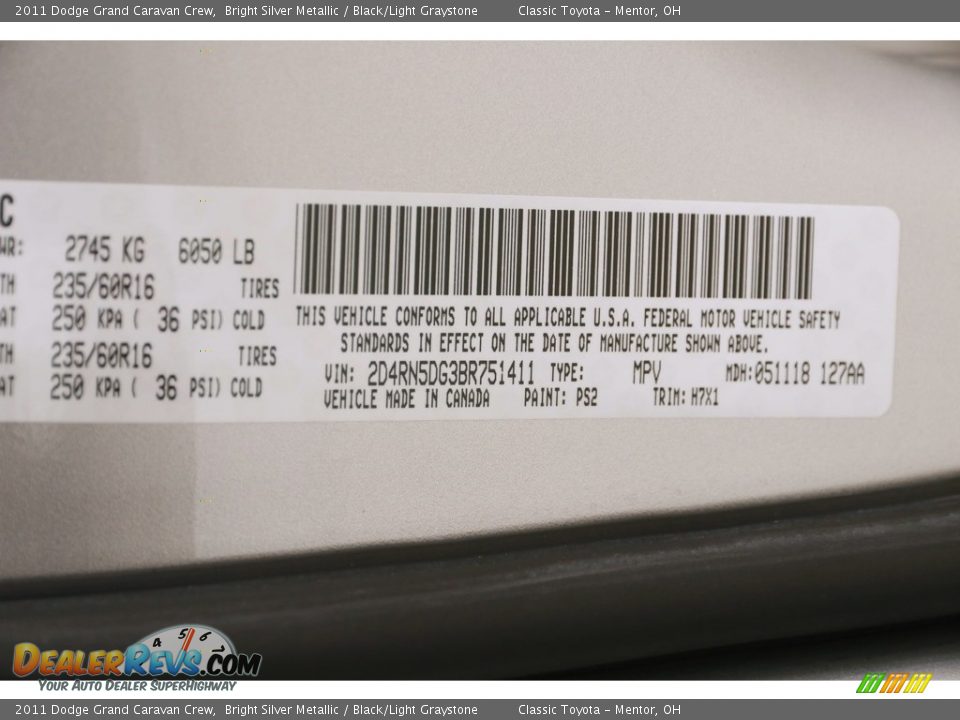 2011 Dodge Grand Caravan Crew, Bright Silver Metallic / Black/Light Graystone Classic Toyota - Mentor, OH
C
WR: 2745 KG 6050 LB
TH 235/60R16 TIRES
AT 250 KPA ( 36 PSI) COLD
TH 235/60R16 TIRES
AT 250 KPA ( 36 PSI) COLD
THIS VEHICLE CONFORMS TO ALL APPLICABLE U.S.A. FEDERAL MOTOR VEHICLE SAFETY
STANDARDS IN EFFECT ON THE DATE OF MANUFACTURE SHOWN ABOVE.
VIN: 2D4RN5DG3BR751411 TYPE: MPV MDH:051118 127AA
VEHICLE MADE IN CANADA PAINT: PS2 TRIM: H7X1
4 5 6
DEALERREVS.COM
YOUR AUTO DEALER SUPERHIGHWAY
2011 Dodge Grand Caravan Crew, Bright Silver Metallic / Black/Light Graystone Classic Toyota - Mentor, OH